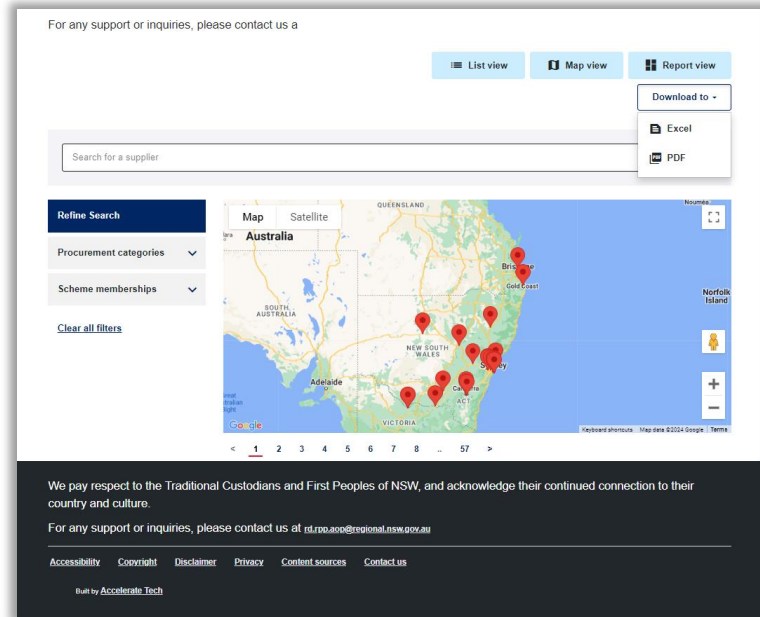 For any support or inquiries, please contact us a
List view
Map view
Report view
Download to
Excel
PDF
Search for a supplier
Refine Search
Procurement categories
Scheme memberships
Clear all filters
Map
Satellite
QUEENSLAND
Nouméa
Australia
Gold Coast
Norfolk
Island
SOUTH
AUSTRALIA
NEW SOUTH
WALES
Adelaide
ACT
VICTORIA
Google
Keyboard shortcuts
Map data ©2024 Google
Terms
< 1 2 3 4 5 6 7 8 .. 57 >
We pay respect to the Traditional Custodians and First Peoples of NSW, and acknowledge their continued connection to their
country and culture.
For any support or inquiries, please contact us at rd.rpp.aop@regional.nsw.gov.au
Accessibility Copyright Disclaimer Privacy Content sources Contact us
Built by Accelerate Tech